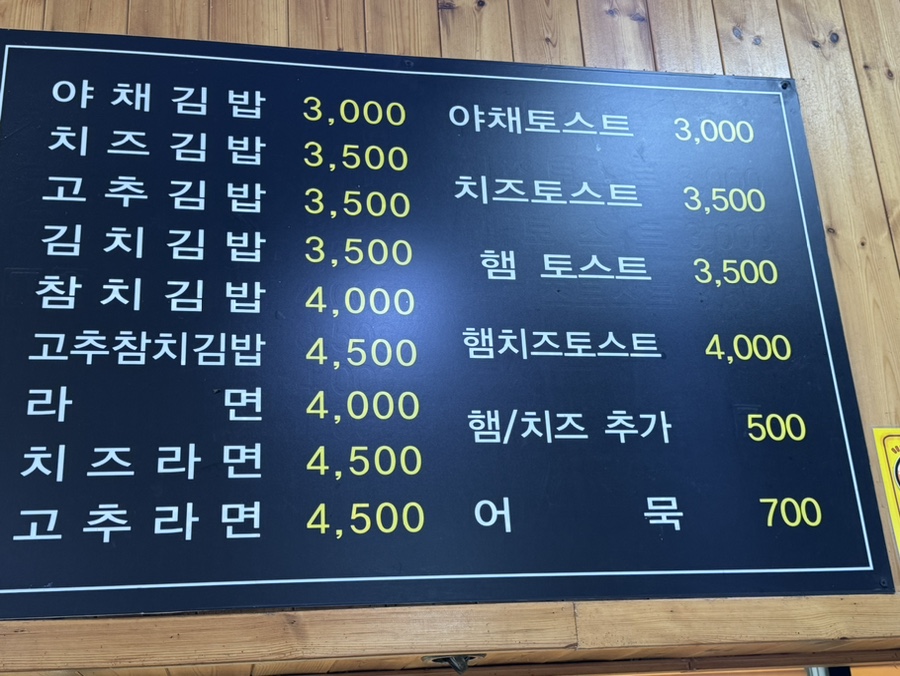 야채김밥 3,000
치즈김밥 3,500
고추김밥 3,500
김치김밥 3,500
참치김밥 4,000
고추참치김밥 4,500
라면 4,000
치즈라면 4,500
고추라면 4,500
야채토스트 3,000
치즈토스트 3,500
햄 토스트 3,500
햄치즈토스트 4,000
햄/치즈 추가 500
어묵 700